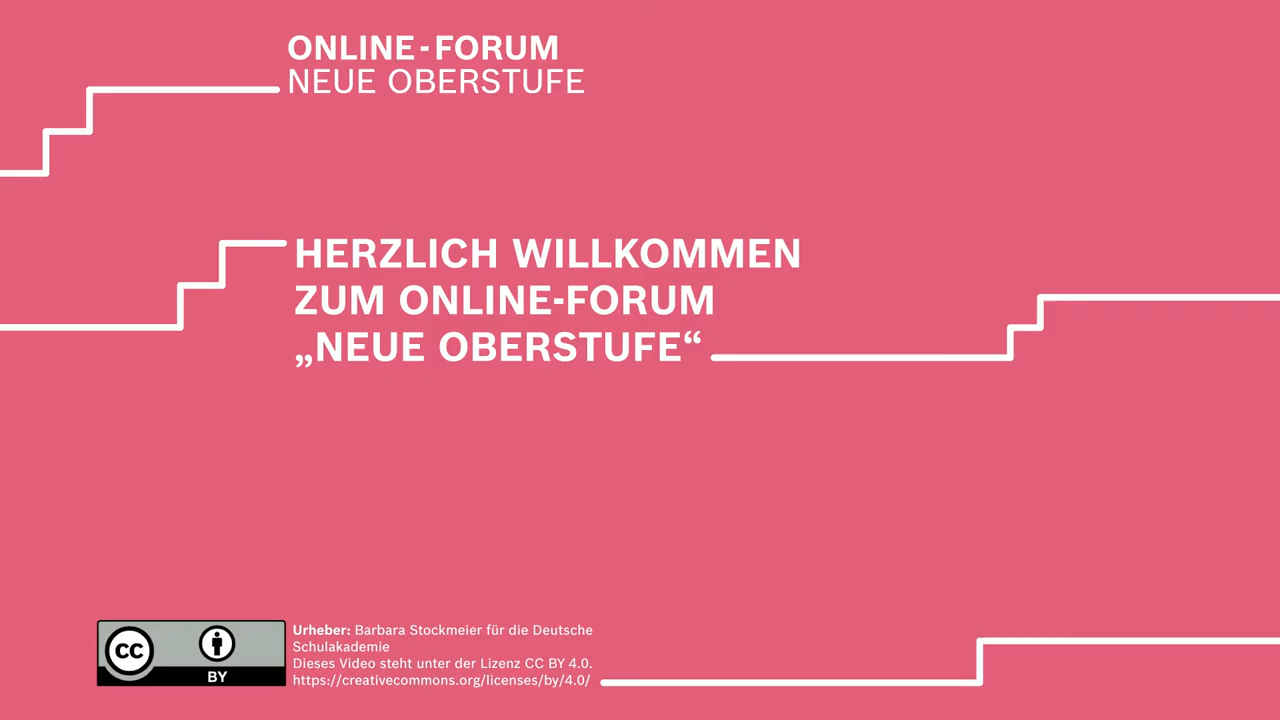 ONLINE-FORUM
NEUE OBERSTUFE
HERZLICH WILLKOMMEN
ZUM ONLINE-FORUM
„NEUE OBERSTUFE“
CC
BY
Urheber: Barbara Stockmeier für die Deutsche
Schulakademie
Dieses Video steht unter der Lizenz CC BY 4.0.
https://creativecommons.org/licenses/by/4.0/